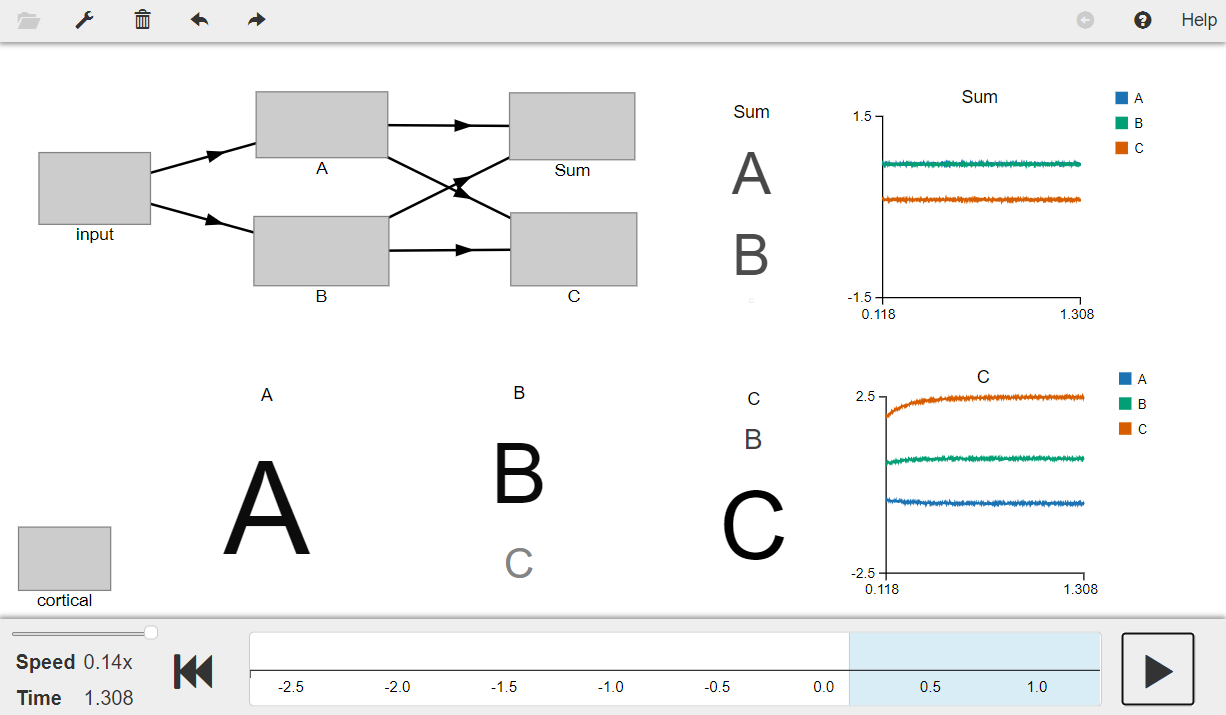 Help
input
A
B
Sum
C
Sum
A
B
Sum
1.5
-1.5
0.118
1.308
A
B
C
A
A
B
B
C
C
B
C
C
2.5
-2.5
0.118
1.308
A
B
C
cortical
Speed 0.14x
Time 1.308
-2.5 -2.0 -1.5 -1.0 -0.5 0.0 0.5 1.0